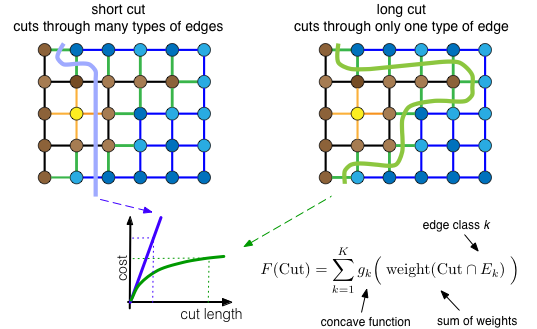 short cut
cuts through many types of edges
long cut
cuts through only one type of edge
cost
cut length
edge class k
F(Cut) = \sum_{k=1}^{K} g_k ( weight(Cut ∩ E_k) )
concave function
sum of weights